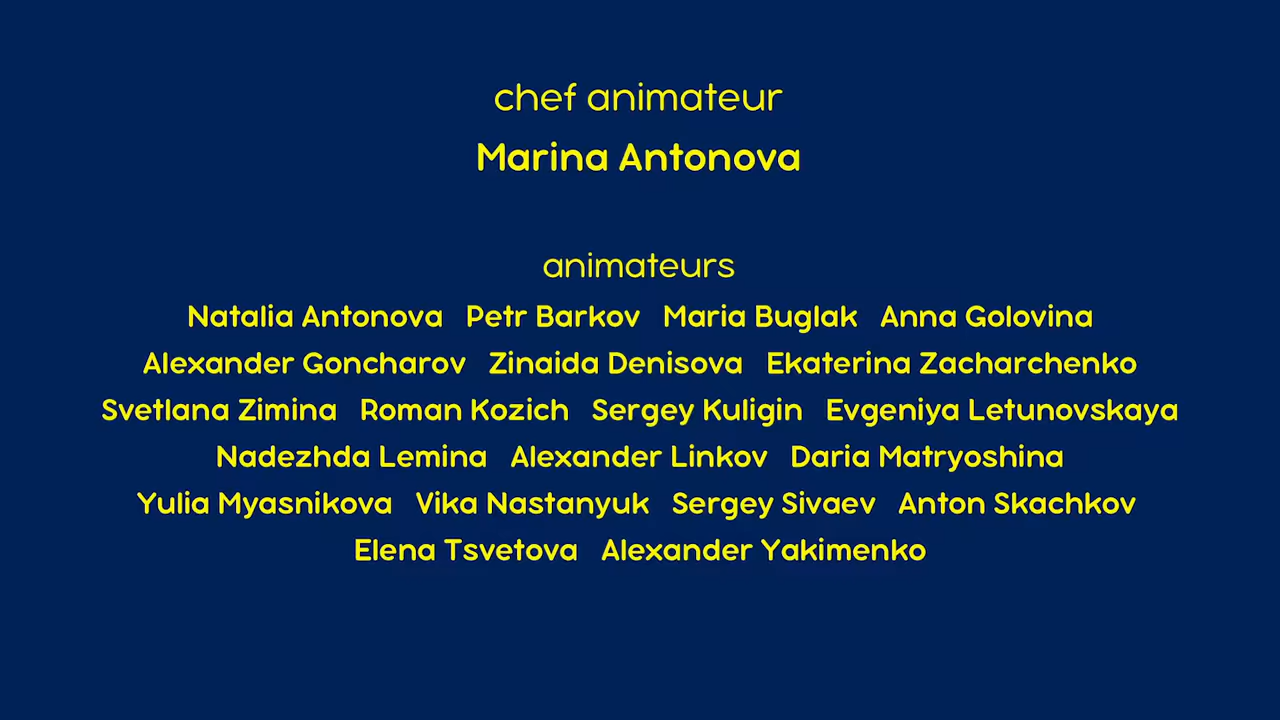 chef animateur
Marina Antonova
animateurs
Natalia Antonova Petr Barkov Maria Buglak Anna Golovina
Alexander Goncharov Zinaida Denisova Ekaterina Zacharchenko
Svetlana Zimina Roman Kozich Sergey Kuligin Evgeniya Letunovskaya
Nadezhda Lemina Alexander Linkov Daria Matryoshina
Yulia Myasnikova Vika Nastanyuk Sergey Sivaev Anton Skachkov
Elena Tsvetova Alexander Yakimenko